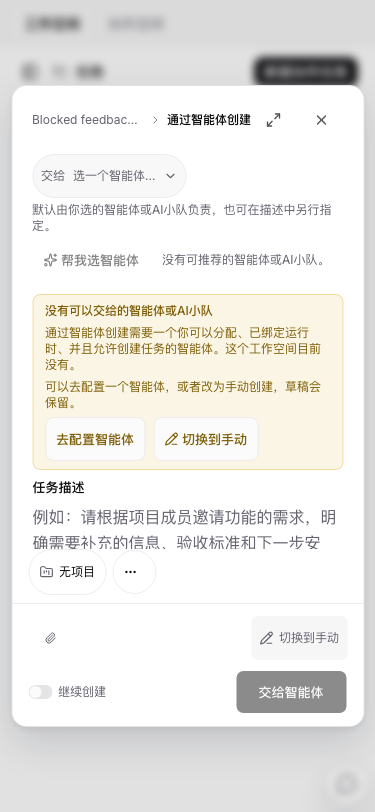 Blocked feedbac... 通过智能体创建
交给 选一个智能体...
默认由你选的智能体或AI小队负责，也可在描述中另行指
定。
帮我选智能体 没有可推荐的智能体或AI小队。
没有可以交给的智能体或AI小队
通过智能体创建需要一个你可以分配、已绑定运行
时、并且允许创建任务的智能体。这个工作空间目前
没有。
可以去配置一个智能体，或者改为手动创建，草稿会
保留。
去配置智能体 切换到手动
任务描述
例如：请根据项目成员邀请功能的需求，明
确需要补充的信息、验收标准和下一步安
无项目
切换到手动
继续创建 交给智能体